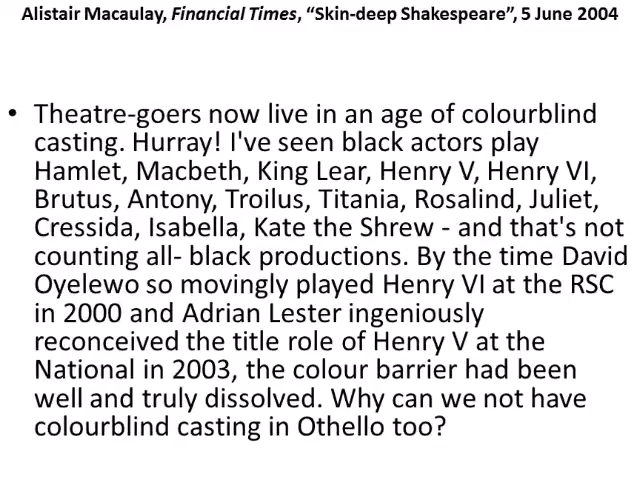 Alistair Macaulay, Financial Times, “Skin-deep Shakespeare”, 5 June 2004
• Theatre-goers now live in an age of colourblind
casting. Hurray! I've seen black actors play
Hamlet, Macbeth, King Lear, Henry V, Henry VI,
Brutus, Antony, Troilus, Titania, Rosalind, Juliet,
Cressida, Isabella, Kate the Shrew - and that's not
counting all- black productions. By the time David
Oyelewo so movingly played Henry VI at the RSC
in 2000 and Adrian Lester ingeniously
reconceived the title role of Henry V at the
National in 2003, the colour barrier had been
well and truly dissolved. Why can we not have
colourblind casting in Othello too?